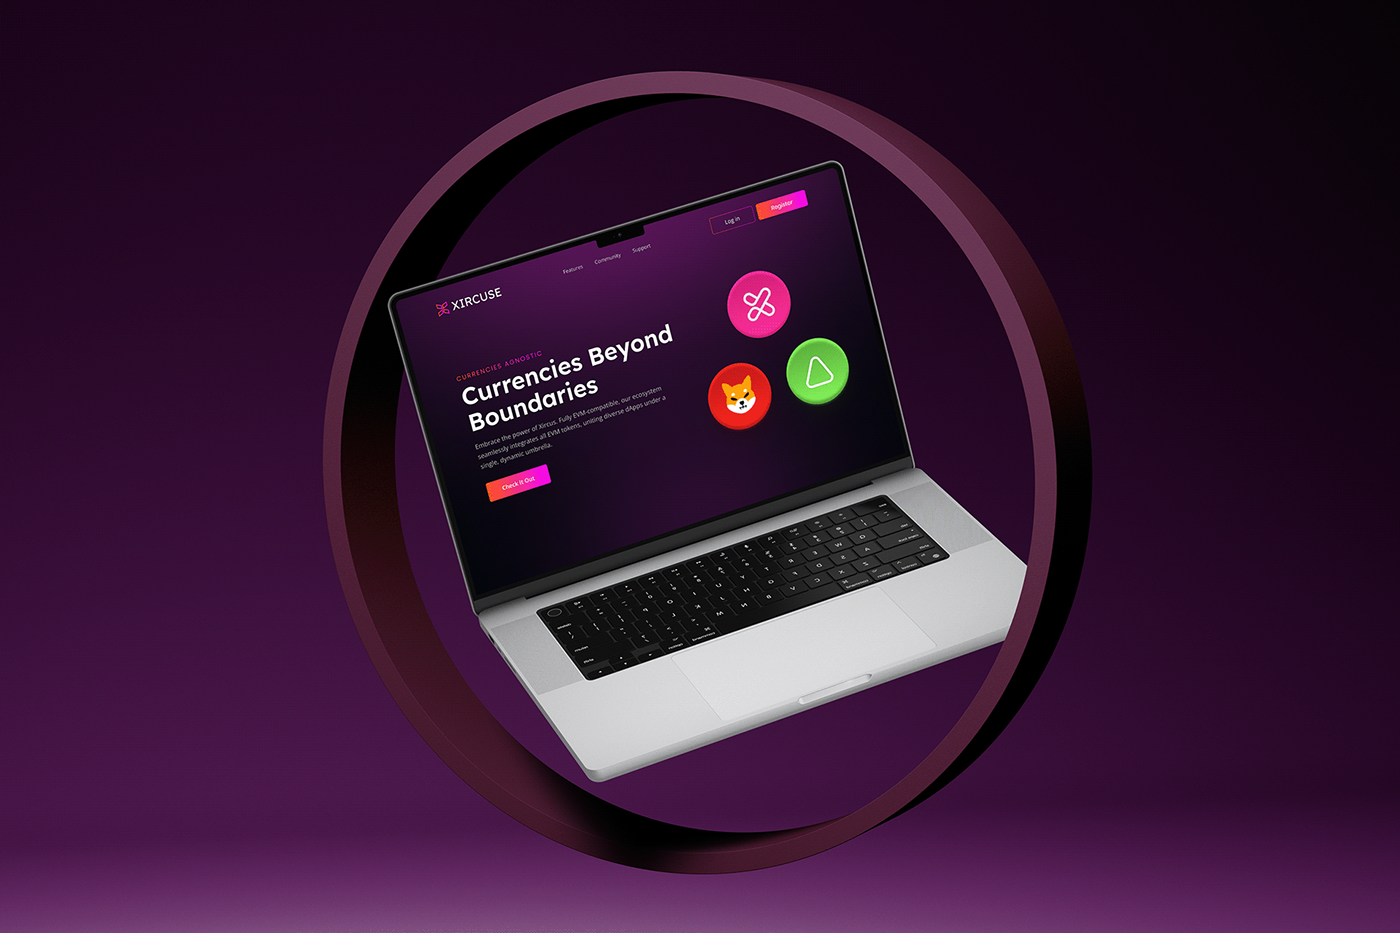 Log in
Register
Features
Community
Support
XIRCUSE
CURRENCIES AGNOSTIC
Currencies Beyond
Boundaries
Embrace the power of Xircus. Fully EVM-compatible, our ecosystem
seamlessly integrates all EVM tokens, uniting diverse dApps under a
single, dynamic umbrella.
Check It Out